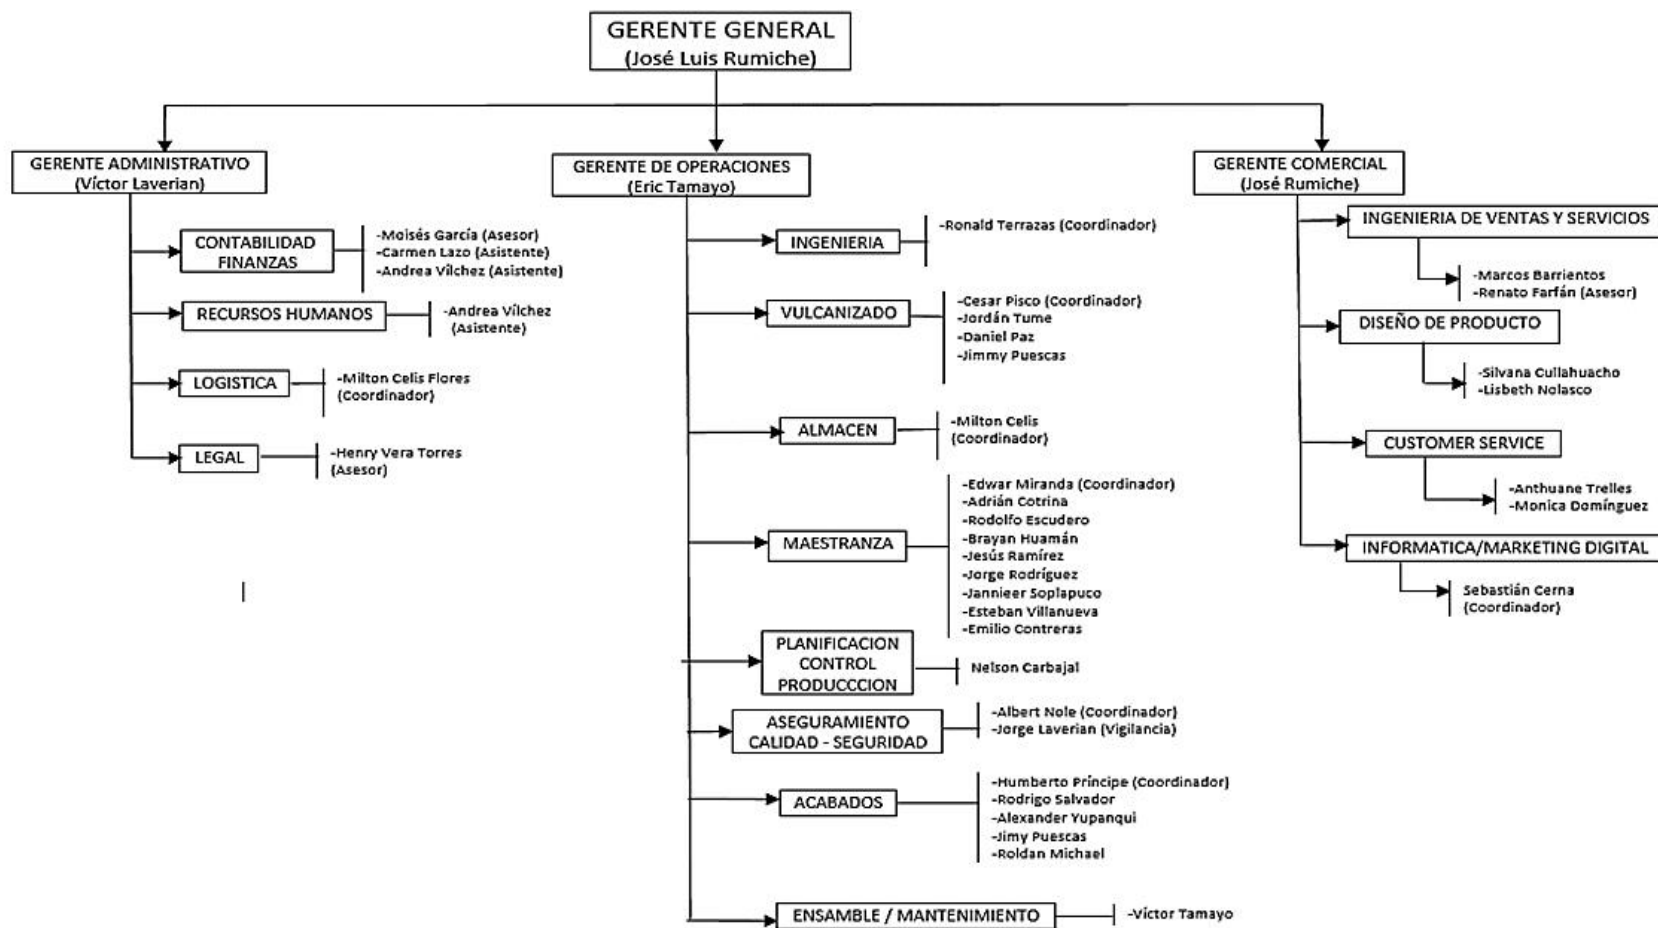 GERENTE GENERAL
(José Luis Rumiche)
GERENTE ADMINISTRATIVO
(Víctor Laverian)
CONTABILIDAD
FINANZAS
-Moisés García (Asesor)
-Carmen Lazo (Asistente)
-Andrea Vílchez (Asistente)
RECURSOS HUMANOS
-Andrea Vílchez
(Asistente)
LOGISTICA
-Milton Celis Flores
(Coordinador)
LEGAL
-Henry Vera Torres
(Asesor)
GERENTE DE OPERACIONES
(Eric Tamayo)
INGENIERIA
-Ronald Terrazas (Coordinador)
VULCANIZADO
-Cesar Pisco (Coordinador)
-Jordán Tume
-Daniel Paz
-Jimmy Puescas
ALMACEN
-Milton Celis
(Coordinador)
MAESTRANZA
-Edwar Miranda (Coordinador)
-Adrián Cotrina
-Rodolfo Escudero
-Brayan Huamán
-Jesús Ramírez
-Jorge Rodríguez
-Jannieer Soplapuco
-Esteban Villanueva
-Emilio Contreras
PLANIFICACION
CONTROL
PRODUCCCION
Nelson Carbajal
ASEGURAMIENTO
CALIDAD - SEGURIDAD
-Albert Nole (Coordinador)
-Jorge Laverian (Vigilancia)
ACABADOS
-Humberto Príncipe (Coordinador)
-Rodrigo Salvador
-Alexander Yupanqui
-Jimy Puescas
-Roldan Michael
ENSAMBLE / MANTENIMIENTO
-Víctor Tamayo
GERENTE COMERCIAL
(José Rumiche)
INGENIERIA DE VENTAS Y SERVICIOS
-Marcos Barrientos
-Renato Farfán (Asesor)
DISEÑO DE PRODUCTO
-Silvana Cullahuacho
-Lisbeth Nolasco
CUSTOMER SERVICE
-Anthuane Trelles
-Monica Domínguez
INFORMATICA/MARKETING DIGITAL
Sebastián Cerna
(Coordinador)